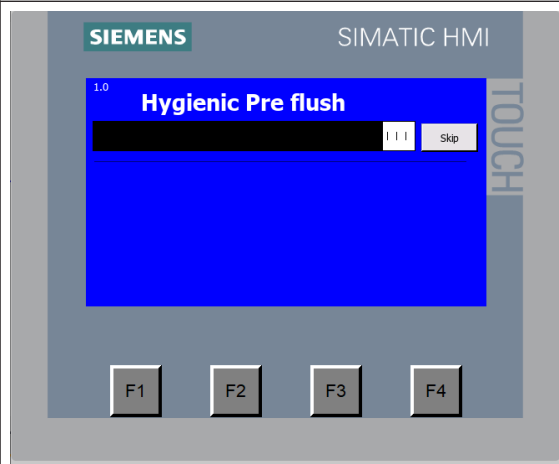 SIEMENS
SIMATIC HMI
TOUCH
1.0
Hygienic Pre flush
Skip
F1
F2
F3
F4